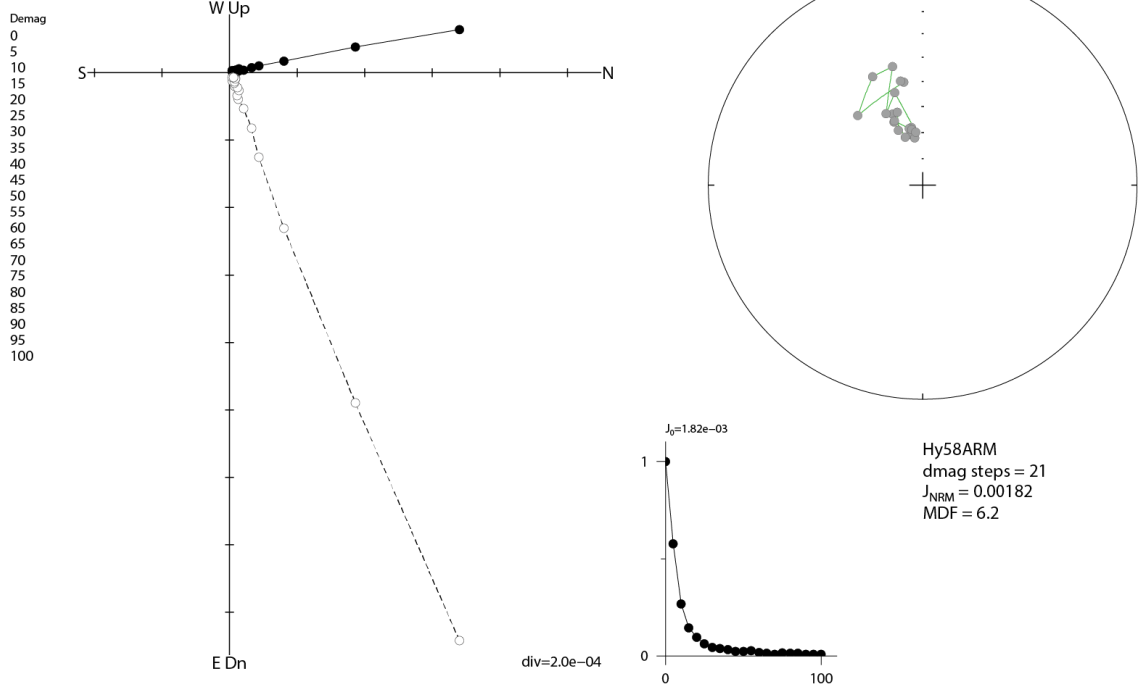 W Up
Demag
0
5
10
15
20
25
30
35
40
45
50
55
60
65
70
75
80
85
90
95
100
S
N
E Dn
div=2.0e−04
J0=1.82e−03
1
0
0
100
Hy58ARM
dmag steps = 21
JNRM = 0.00182
MDF = 6.2